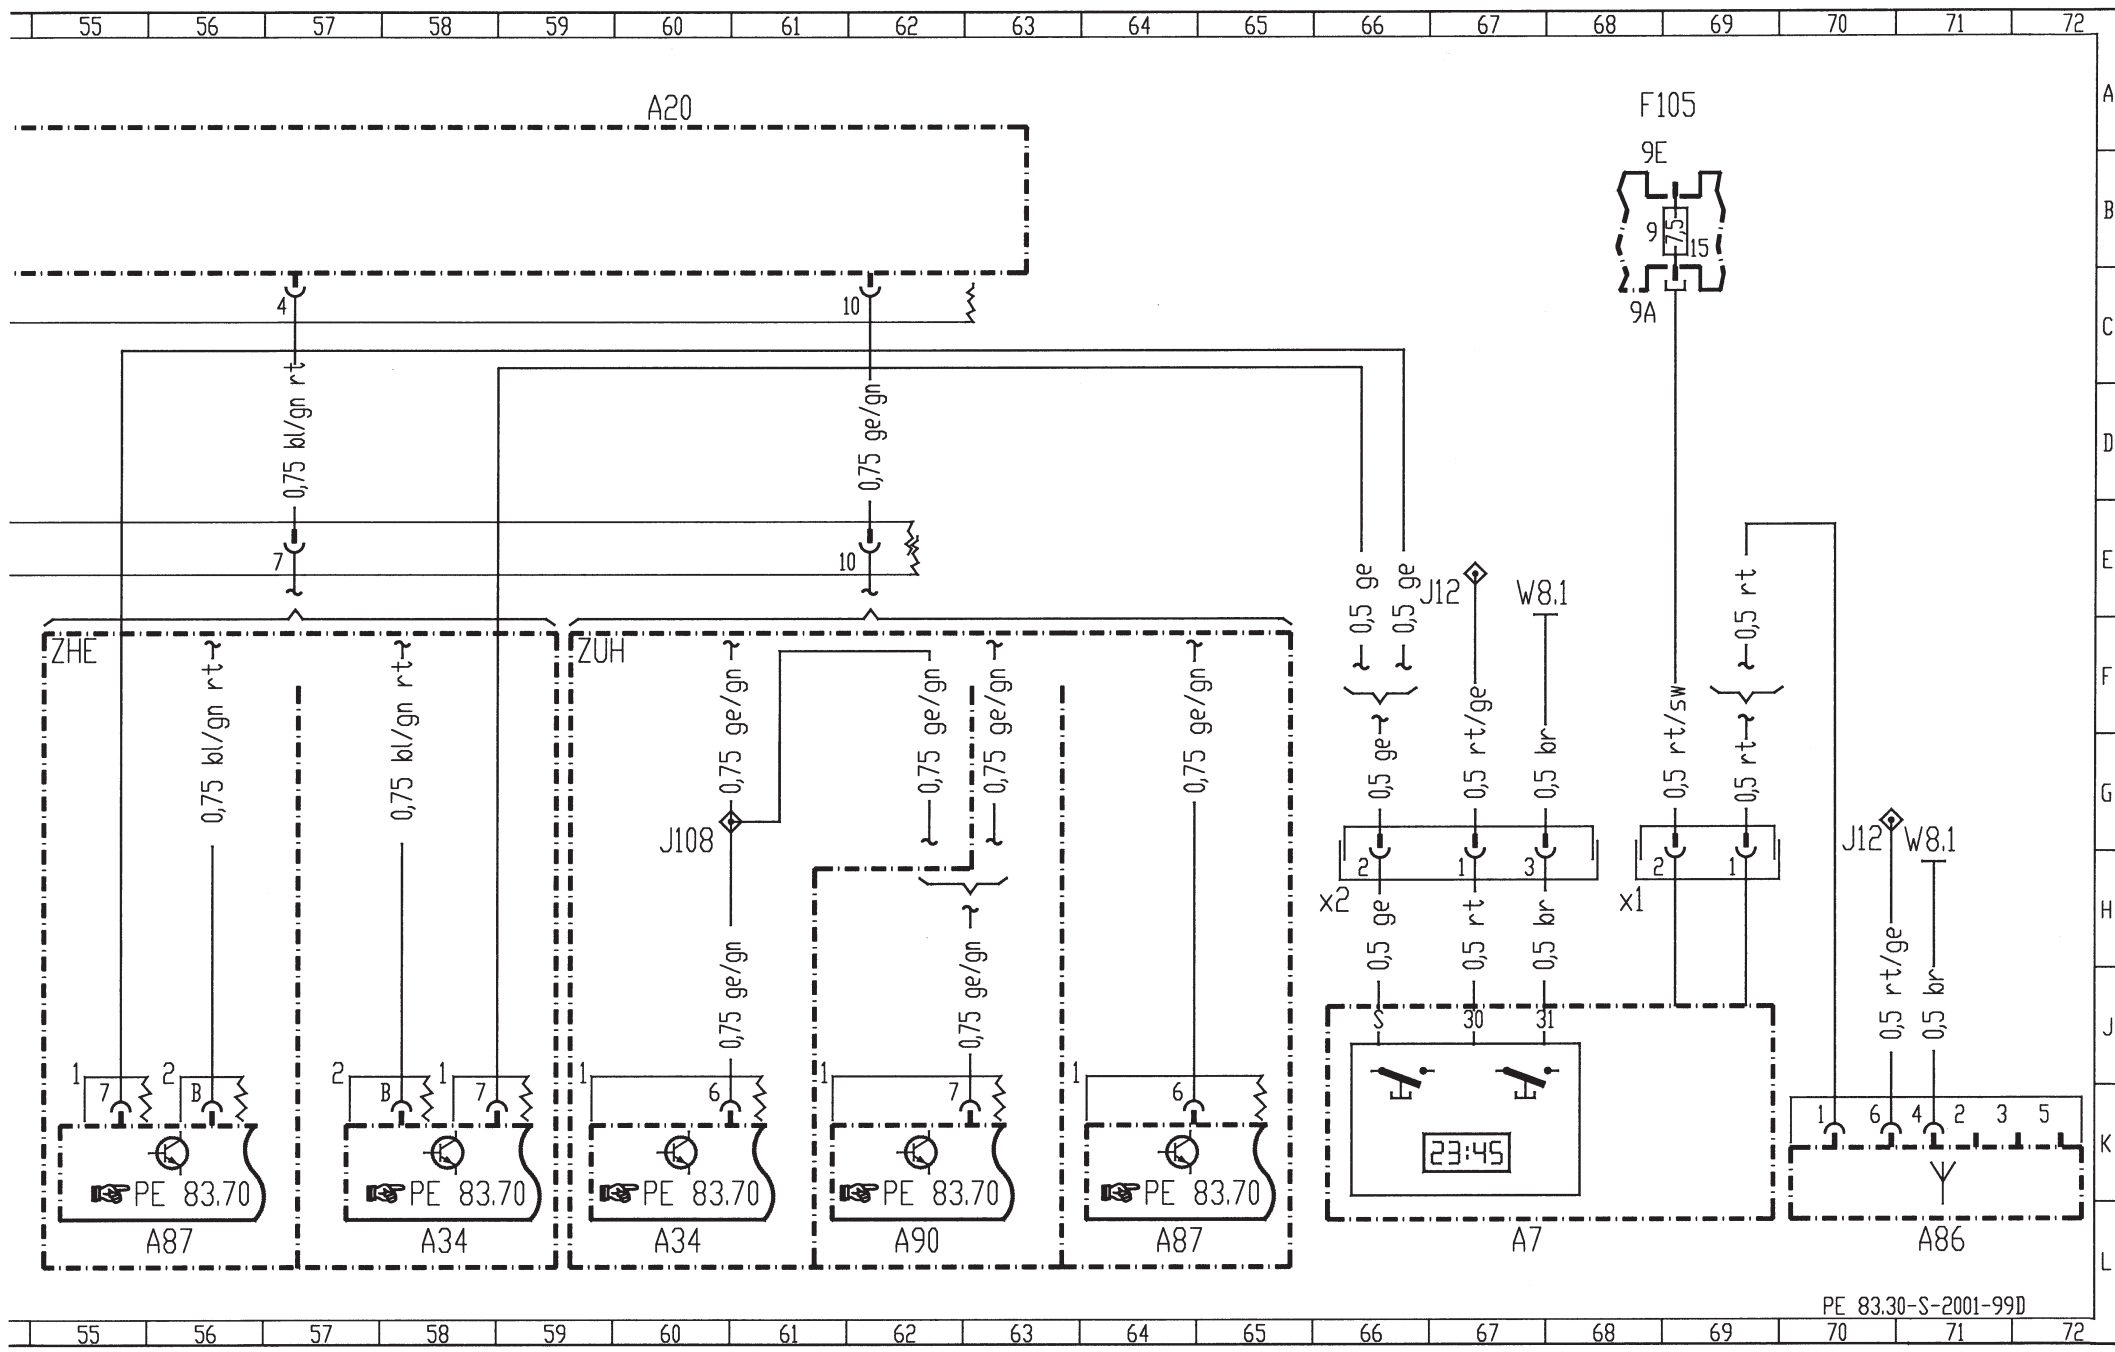 55 56 57 58 59 60 61 62 63 64 65 66 67 68 69 70 71 72
A
A20
F105
9E
B
9 7,5 15
4
10
9A
C
0,75 bl/gn rt
0,75 ge/gn
D
7
10
E
0,5 ge
0,5 ge
J12
W8.1
0,5 rt
ZHE
ZUH
F
0,75 bl/gn rt
0,75 bl/gn rt
0,75 ge/gn
0,75 ge/gn
0,75 ge/gn
0,75 ge/gn
0,5 ge
0,5 rt/ge
0,5 br
0,5 rt/sw
0,5 rt
G
J108
J12
W8.1
2 1 3
2 1
x2
x1
H
0,75 ge/gn
0,75 ge/gn
0,5 ge
0,5 rt
0,5 br
0,5 rt/ge
0,5 br
S 30 31
J
1 7 2 B
2 B 1 7
1 6
1 7
1 6
1 6 4 2 3 5
K
23:45
PE 83.70
PE 83.70
PE 83.70
PE 83.70
PE 83.70
A87
A34
A34
A90
A87
A7
A86
L
PE 83.30-S-2001-99D
55 56 57 58 59 60 61 62 63 64 65 66 67 68 69 70 71 72